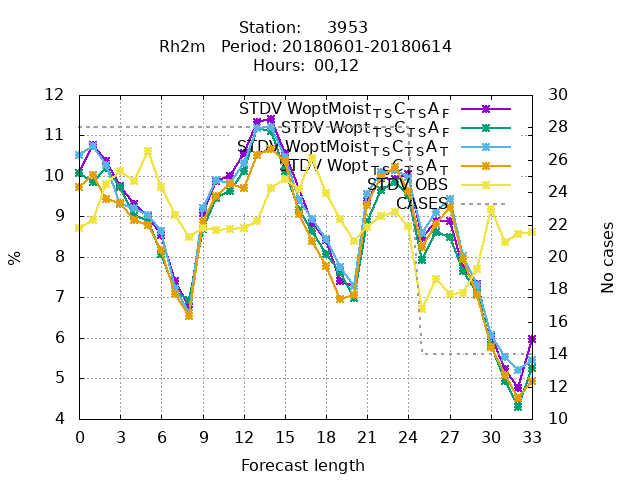 Station: 3953
Rh2m Period: 20180601-20180614
Hours: 00,12
STDV WoptMoist_TSC_TSA_F
STDV Wopt_TSC_TSA_F
STDV WoptMoist_TSC_TSA_T
STDV Wopt_TSC_TSA_T
STDV OBS
CASES
%
12
11
10
9
8
7
6
5
4
No cases
30
28
26
24
22
20
18
16
14
12
10
0 3 6 9 12 15 18 21 24 27 30 33
Forecast length